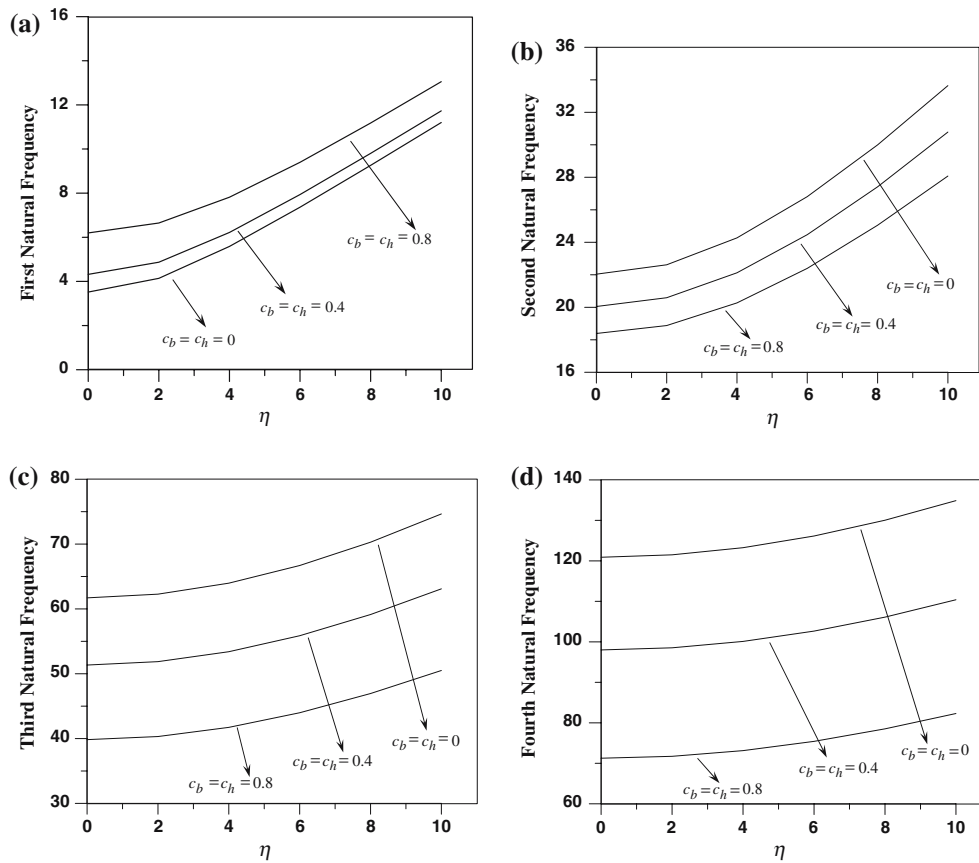 (a)
16
12
8
4
0
First Natural Frequency
c_b = c_h = 0.8
c_b = c_h = 0.4
c_b = c_h = 0
0 2 4 6 8 10
η
(b)
36
32
28
24
20
16
Second Natural Frequency
c_b = c_h = 0
c_b = c_h = 0.4
c_b = c_h = 0.8
0 2 4 6 8 10
η
(c)
80
70
60
50
40
30
Third Natural Frequency
c_b = c_h = 0
c_b = c_h = 0.4
c_b = c_h = 0.8
0 2 4 6 8 10
η
(d)
140
120
100
80
60
Fourth Natural Frequency
c_b = c_h = 0
c_b = c_h = 0.4
c_b = c_h = 0.8
0 2 4 6 8 10
η